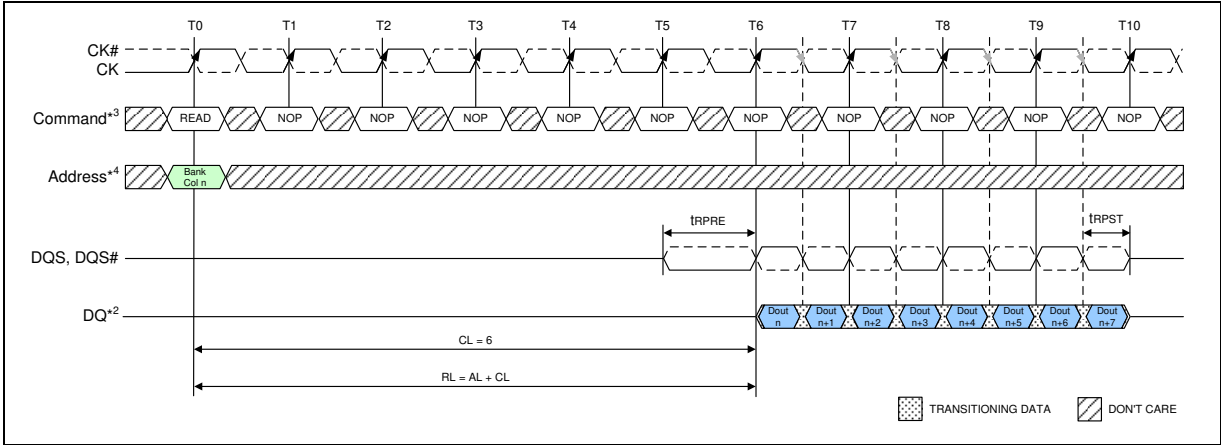 T0 T1 T2 T3 T4 T5 T6 T7 T8 T9 T10
CK#
CK
Command*3 READ NOP NOP NOP NOP NOP NOP NOP NOP NOP NOP
Address*4 Bank Col n
tRPRE tRPST
DQS, DQS#
DQ*2 Dout n Dout n+1 Dout n+2 Dout n+3 Dout n+4 Dout n+5 Dout n+6 Dout n+7
CL = 6
RL = AL + CL
TRANSITIONING DATA DON'T CARE